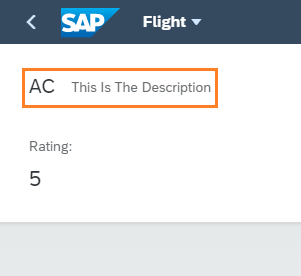 SAP Flight
AC This Is The Description
Rating:
5